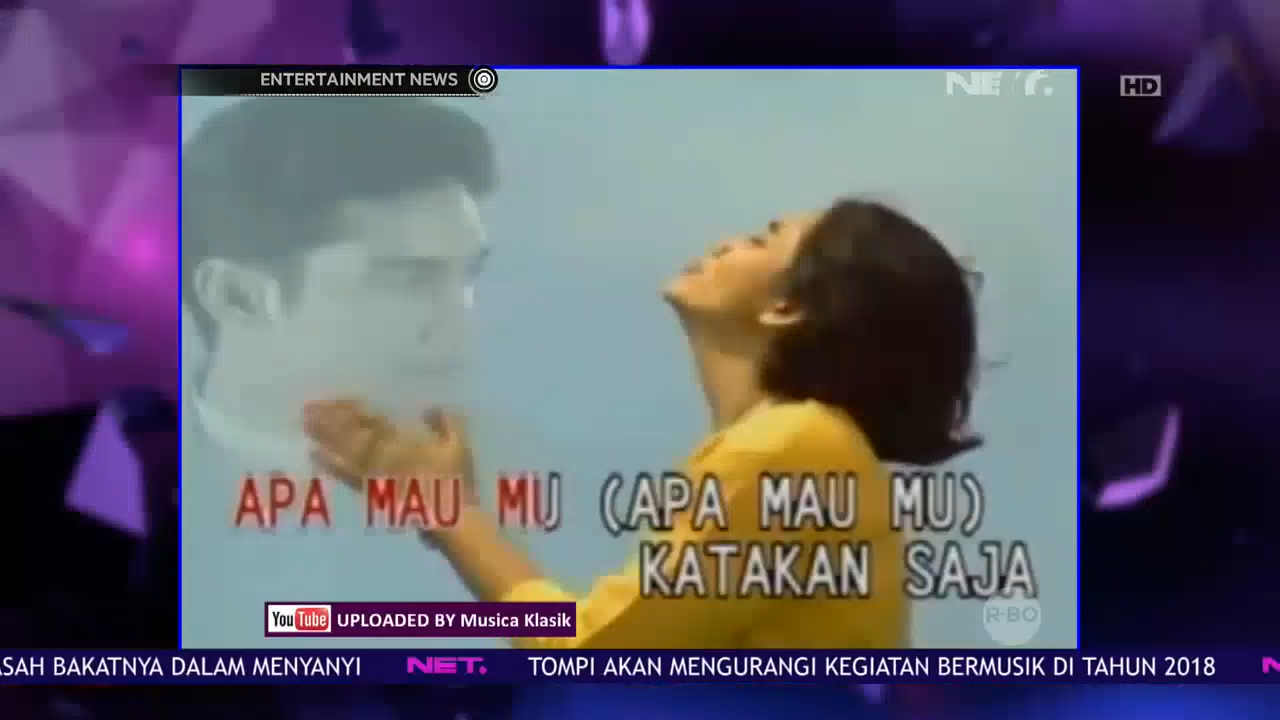 ENTERTAINMENT NEWS
NET.
HD
APA MAU MU (APA MAU MU)
KATAKAN SAJA
R-BO
YouTube UPLOADED BY Musica Klasik
ASAH BAKATNYA DALAM MENYANYI NET. TOMPI AKAN MENGURANGI KEGIATAN BERMUSIK DI TAHUN 2018